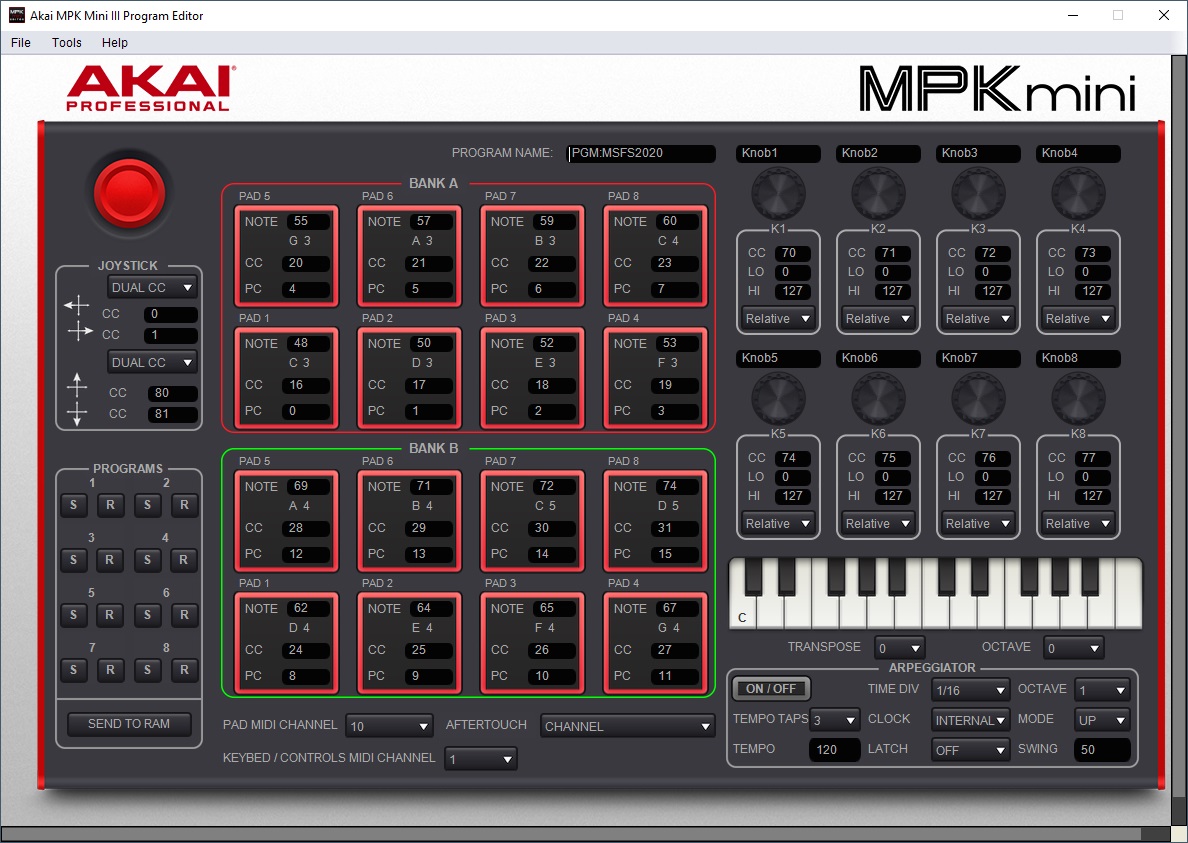 MPK
Akai MPK Mini III Program Editor
File Tools Help
AKAI®
PROFESSIONAL
MPKmini
PROGRAM NAME: PGM:MSFS2020
JOYSTICK
DUAL CC
CC 0
CC 1
DUAL CC
CC 80
CC 81
PROGRAMS
1 2
S R S R
3 4
S R S R
5 6
S R S R
7 8
S R S R
SEND TO RAM
BANK A
PAD 5 PAD 6 PAD 7 PAD 8
NOTE 55 NOTE 57 NOTE 59 NOTE 60
G 3 A 3 B 3 C 4
CC 20 CC 21 CC 22 CC 23
PC 4 PC 5 PC 6 PC 7
PAD 1 PAD 2 PAD 3 PAD 4
NOTE 48 NOTE 50 NOTE 52 NOTE 53
C 3 D 3 E 3 F 3
CC 16 CC 17 CC 18 CC 19
PC 0 PC 1 PC 2 PC 3
BANK B
PAD 5 PAD 6 PAD 7 PAD 8
NOTE 69 NOTE 71 NOTE 72 NOTE 74
A 4 B 4 C 5 D 5
CC 28 CC 29 CC 30 CC 31
PC 12 PC 13 PC 14 PC 15
PAD 1 PAD 2 PAD 3 PAD 4
NOTE 62 NOTE 64 NOTE 65 NOTE 67
D 4 E 4 F 4 G 4
CC 24 CC 25 CC 26 CC 27
PC 8 PC 9 PC 10 PC 11
PAD MIDI CHANNEL 10 AFTERTOUCH CHANNEL
KEYBED / CONTROLS MIDI CHANNEL 1
Knob1 Knob2 Knob3 Knob4
K1 K2 K3 K4
CC 70 CC 71 CC 72 CC 73
LO 0 LO 0 LO 0 LO 0
HI 127 HI 127 HI 127 HI 127
Relative Relative Relative Relative
Knob5 Knob6 Knob7 Knob8
K5 K6 K7 K8
CC 74 CC 75 CC 76 CC 77
LO 0 LO 0 LO 0 LO 0
HI 127 HI 127 HI 127 HI 127
Relative Relative Relative Relative
C
TRANSPOSE 0 OCTAVE 0
ARPEGGIATOR
ON / OFF TIME DIV 1/16 OCTAVE 1
TEMPO TAPS 3 CLOCK INTERNAL MODE UP
TEMPO 120 LATCH OFF SWING 50